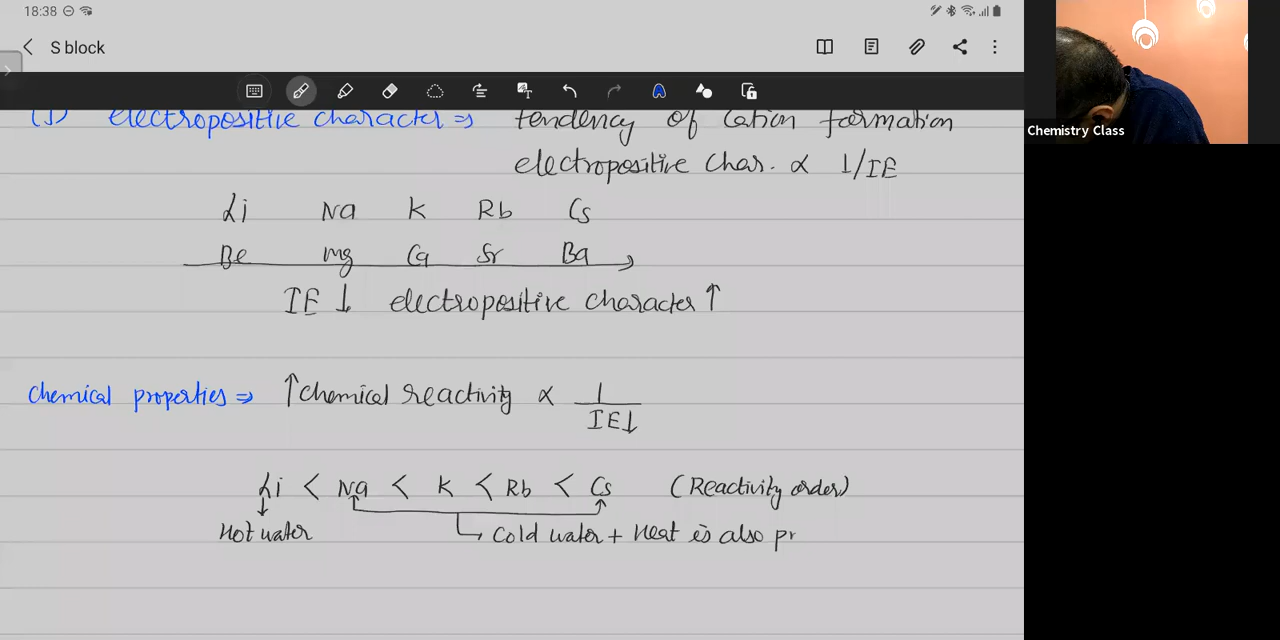 18:38
S block
Chemistry Class
(J) electropositive character ⇒ tendency of cation formation
electropositive char. ∝ 1/IE
Li Na K Rb Cs
Be Mg Ca Sr Ba
IE ↓ electropositive character ↑
Chemical properties ⇒ ↑ Chemical reactivity ∝ 1/IE↓
Li < Na < K < Rb < Cs (Reactivity order)
Hot water Cold water + Heat is also pr